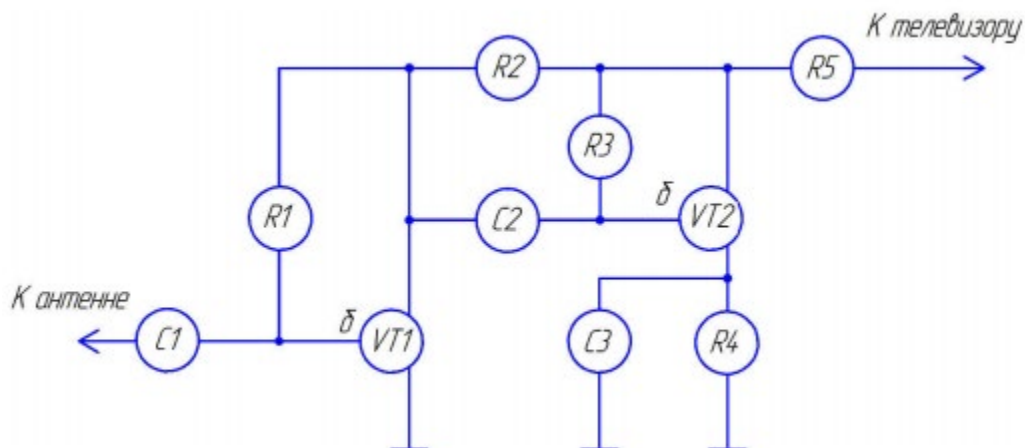 К телевизору
R2
R5
R3
R1
C2
δ
VT2
К антенне
C1
δ
VT1
C3
R4